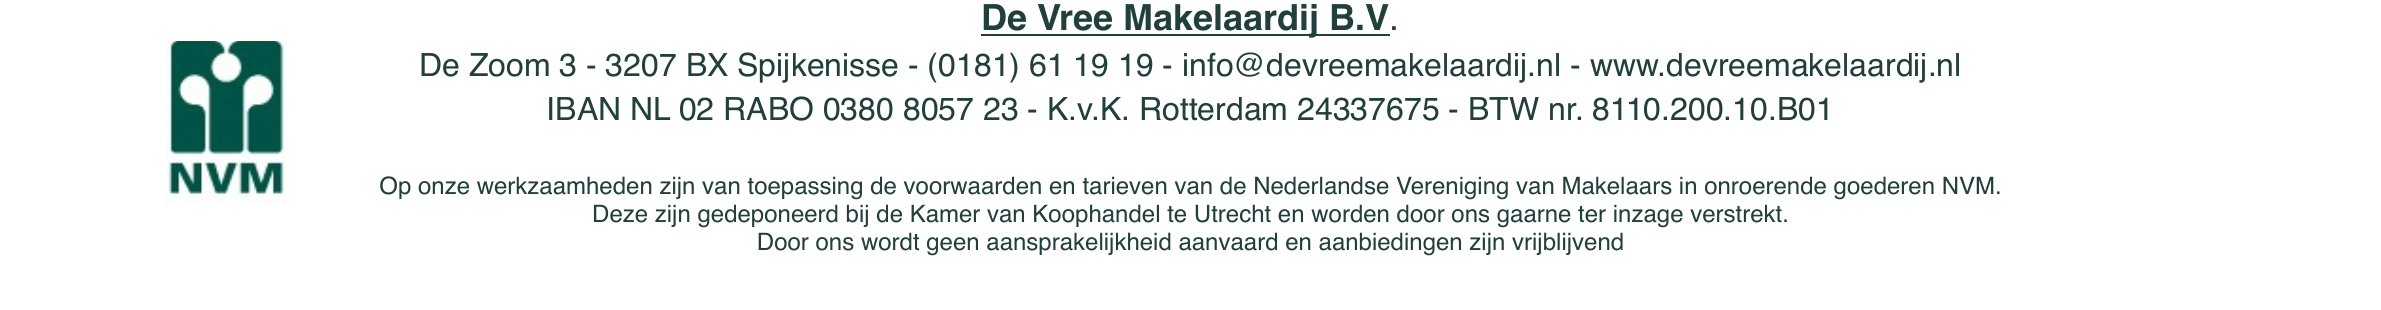 De Vree Makelaardij B.V.
De Zoom 3 - 3207 BX Spijkenisse - (0181) 61 19 19 - info@devreemakelaardij.nl - www.devreemakelaardij.nl
IBAN NL 02 RABO 0380 8057 23 - K.v.K. Rotterdam 24337675 - BTW nr. 8110.200.10.B01
NVM
Op onze werkzaamheden zijn van toepassing de voorwaarden en tarieven van de Nederlandse Vereniging van Makelaars in onroerende goederen NVM.
Deze zijn gedeponeerd bij de Kamer van Koophandel te Utrecht en worden door ons gaarne ter inzage verstrekt.
Door ons wordt geen aansprakelijkheid aanvaard en aanbiedingen zijn vrijblijvend